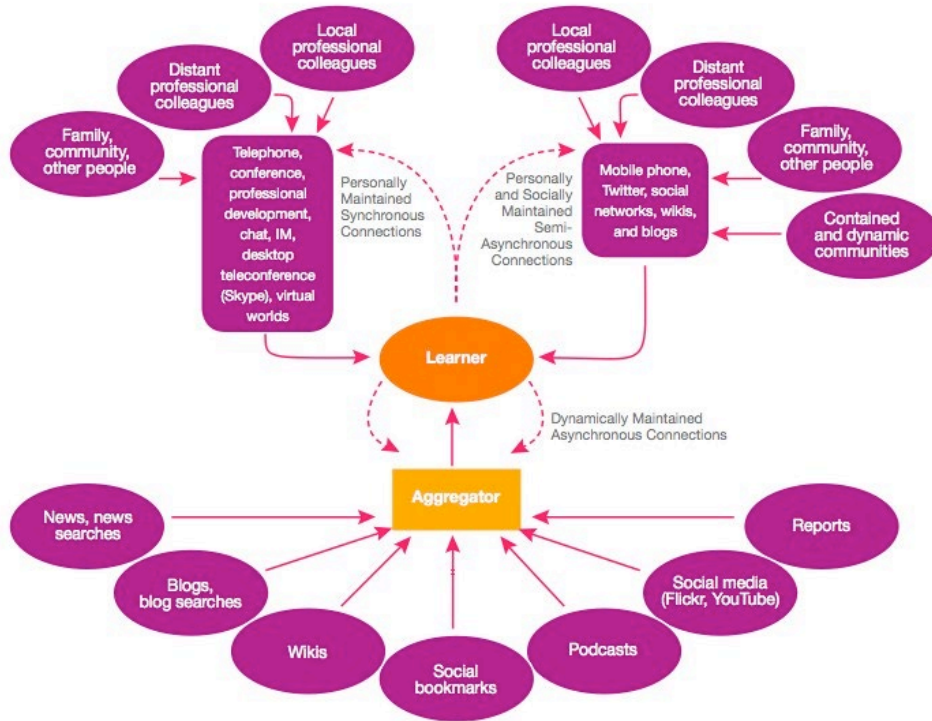 Local
professional
colleagues
Distant
professional
colleagues
Family,
community,
other people
Telephone,
conference,
professional
development,
chat, IM,
desktop
teleconference
(Skype), virtual
worlds
Personally
Maintained
Synchronous
Connections
Local
professional
colleagues
Distant
professional
colleagues
Family,
community,
other people
Contained
and dynamic
communities
Mobile phone,
Twitter, social
networks, wikis,
and blogs
Personally
and Socially
Maintained
Semi-
Asynchronous
Connections
Learner
Dynamically Maintained
Asynchronous Connections
Aggregator
News, news
searches
Blogs,
blog searches
Wikis
Social
bookmarks
Podcasts
Social media
(Flickr, YouTube)
Reports